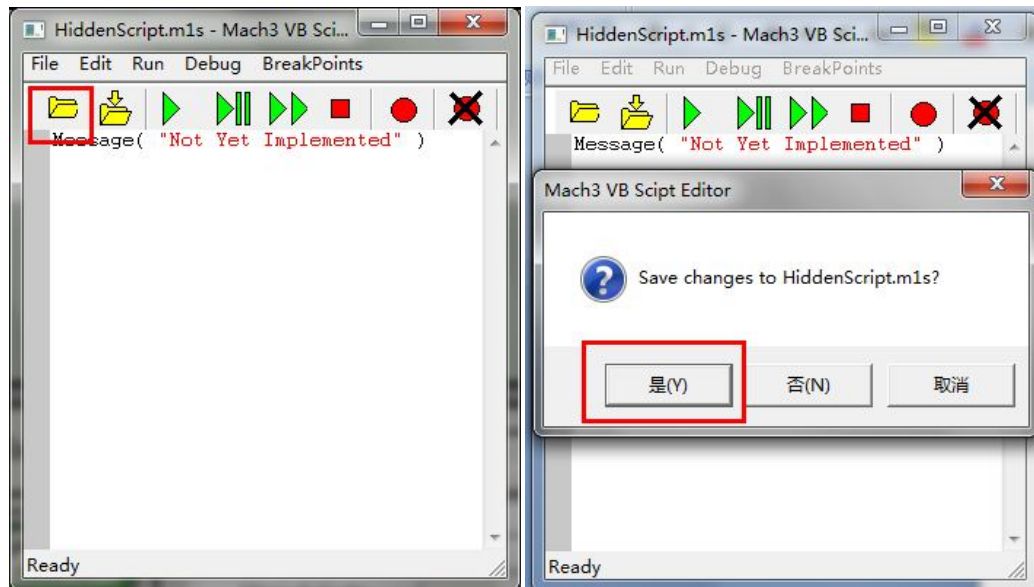 HiddenScript.m1s - Mach3 VB Sci...
File Edit Run Debug BreakPoints
Message( "Not Yet Implemented" )
Ready
HiddenScript.m1s - Mach3 VB Sci...
File Edit Run Debug BreakPoints
Message( "Not Yet Implemented" )
Mach3 VB Scipt Editor
Save changes to HiddenScript.m1s?
是(Y) 否(N) 取消
Ready